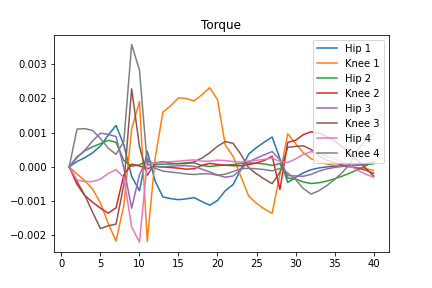 Torque
Hip 1
Knee 1
Hip 2
Knee 2
Hip 3
Knee 3
Hip 4
Knee 4
0.003
0.002
0.001
0.000
−0.001
−0.002
0 5 10 15 20 25 30 35 40